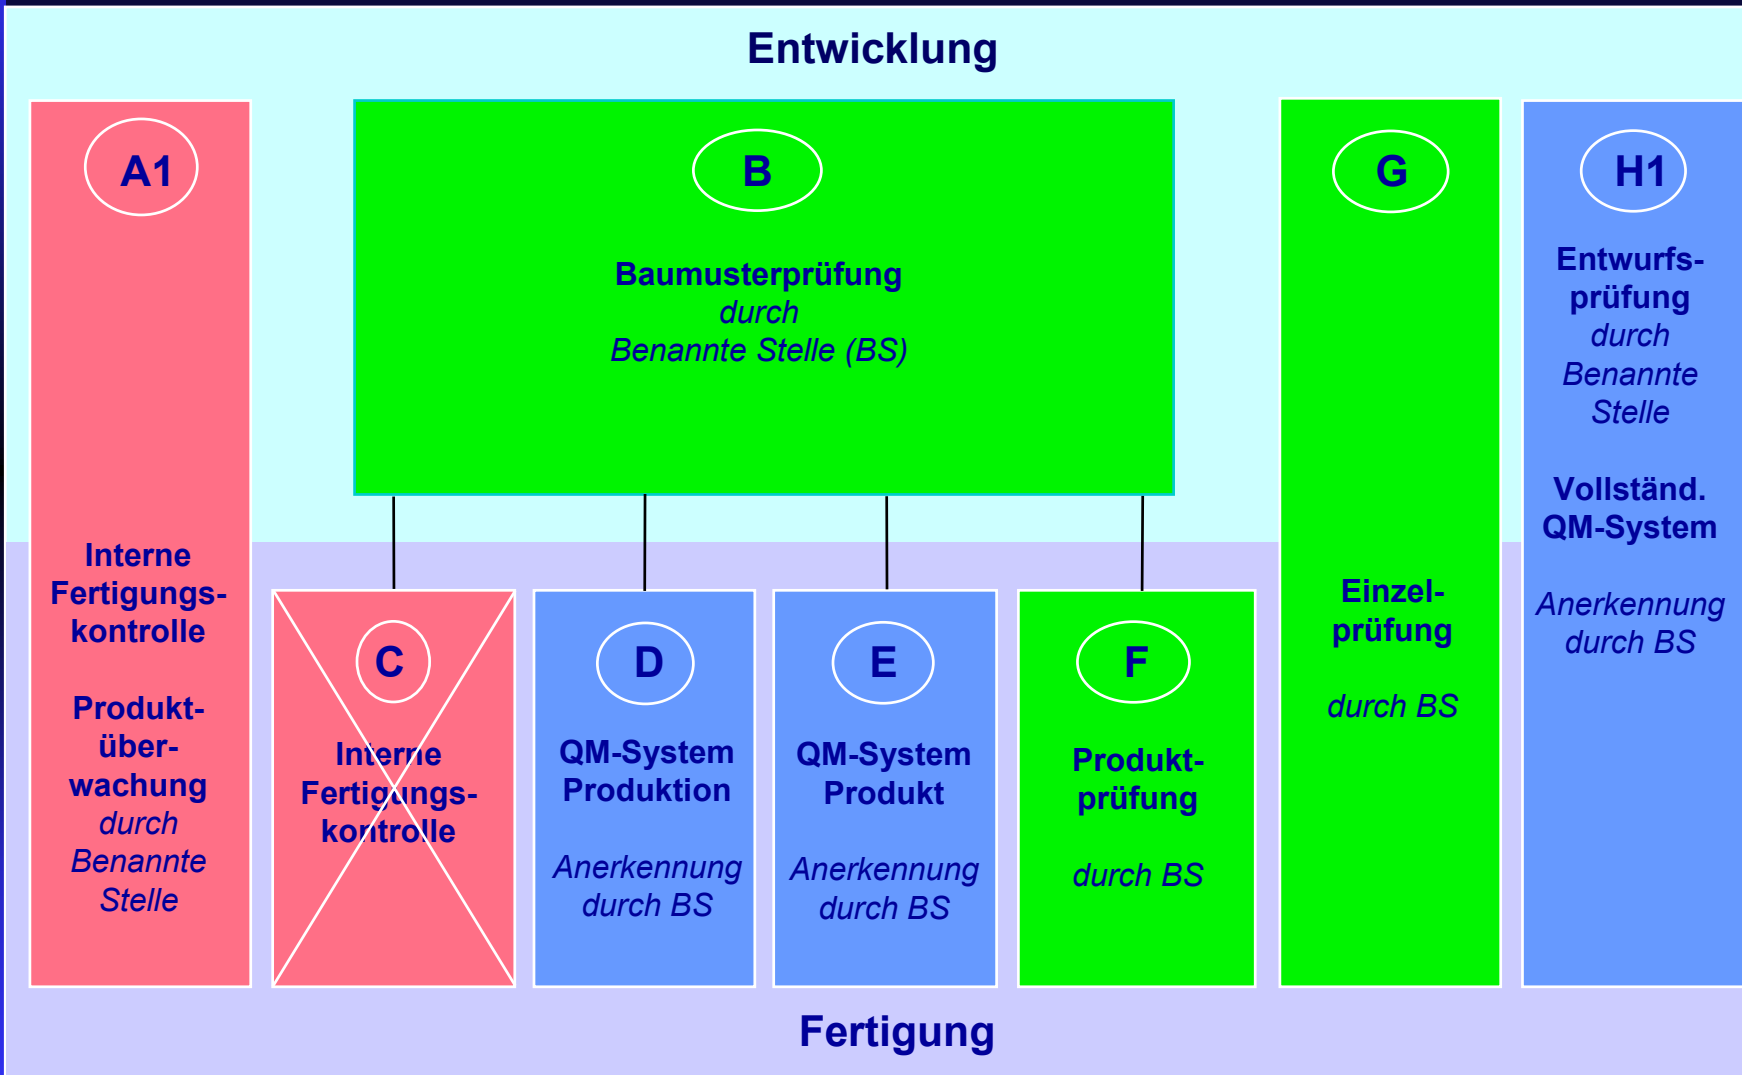 Entwicklung
A1
Interne
Fertigungs-
kontrolle
Produkt-
über-
wachung
durch
Benannte
Stelle
B
Baumusterprüfung
durch
Benannte Stelle (BS)
C
Interne
Fertigungs-
kontrolle
D
QM-System
Produktion
Anerkennung
durch BS
E
QM-System
Produkt
Anerkennung
durch BS
F
Produkt-
prüfung
durch BS
G
Einzel-
prüfung
durch BS
H1
Entwurfs-
prüfung
durch
Benannte
Stelle
Vollständ.
QM-System
Anerkennung
durch BS
Fertigung